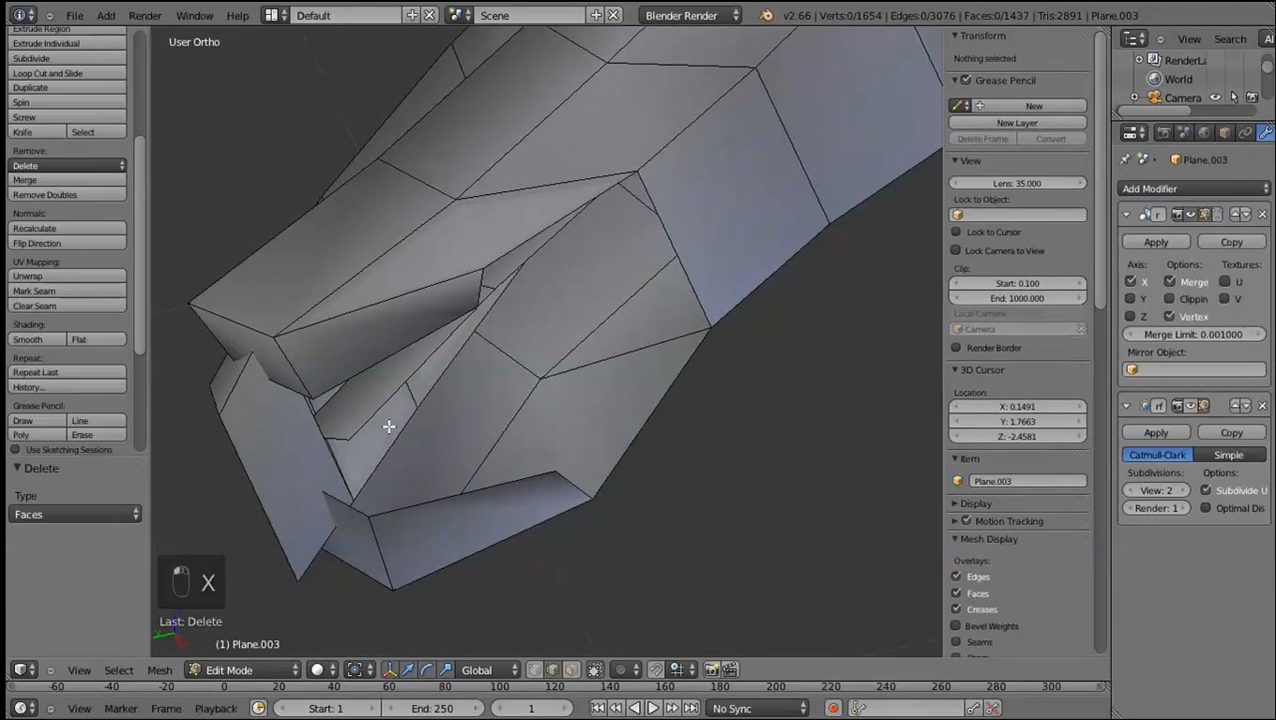 File Add Render Window Help Default Scene Blender Render v2.66 | Verts:0/1654 | Edges:0/3076 | Faces:0/1437 | Tris:2891 | Plane.003
Extrude Region
Extrude Individual
Subdivide
Loop Cut and Slide
Duplicate
Spin
Screw
Knife Select
Remove:
Delete
Merge
Remove Doubles
Normals:
Recalculate
Flip Direction
UV Mapping:
Unwrap
Mark Seam
Clear Seam
Shading:
Smooth Flat
Repeat:
Repeat Last
History...
Grease Pencil:
Draw Line
Poly Erase
Use Sketching Sessions
Delete
Type
Faces
User Ortho
X
Last: Delete
(1) Plane.003
Transform
Nothing selected
Grease Pencil
New
New Layer
Delete Frame Convert
View
Lens: 35.000
Lock to Object:
Lock to Cursor
Lock Camera to View
Clip:
Start: 0.100
End: 1000.000
Local Camera:
Camera
Render Border
3D Cursor
Location:
X: 0.1491
Y: 1.7663
Z: -2.4581
Item
Plane.003
Display
Motion Tracking
Mesh Display
Overlays:
Edges
Faces
Creases
Bevel Weights
Seams
View Search Al
RenderLa
World
Camera
Plane.003
Add Modifier
Apply Copy
Axis: Options: Textures:
X Merge U
Y Clippin V
Z Vertex
Merge Limit: 0.001000
Mirror Object:
Apply Copy
Catmull-Clark Simple
Subdivisions: Options:
View: 2 Subdivide U
Render: 1 Optimal Dis
View Select Mesh Edit Mode Global
-60 -40 -20 0 20 40 60 80 100 120 140 160 180 200 220 240 260 280 300
View Marker Frame Playback Start: 1 End: 250 1 No Sync